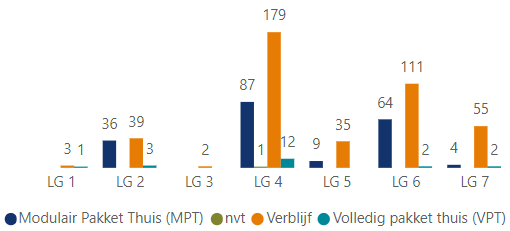 179
111
87
64
55
36
39
35
3
1
3
2
1
12
9
2
4
2
LG 1
LG 2
LG 3
LG 4
LG 5
LG 6
LG 7
Modulair Pakket Thuis (MPT) nvt Verblijf Volledig pakket thuis (VPT)